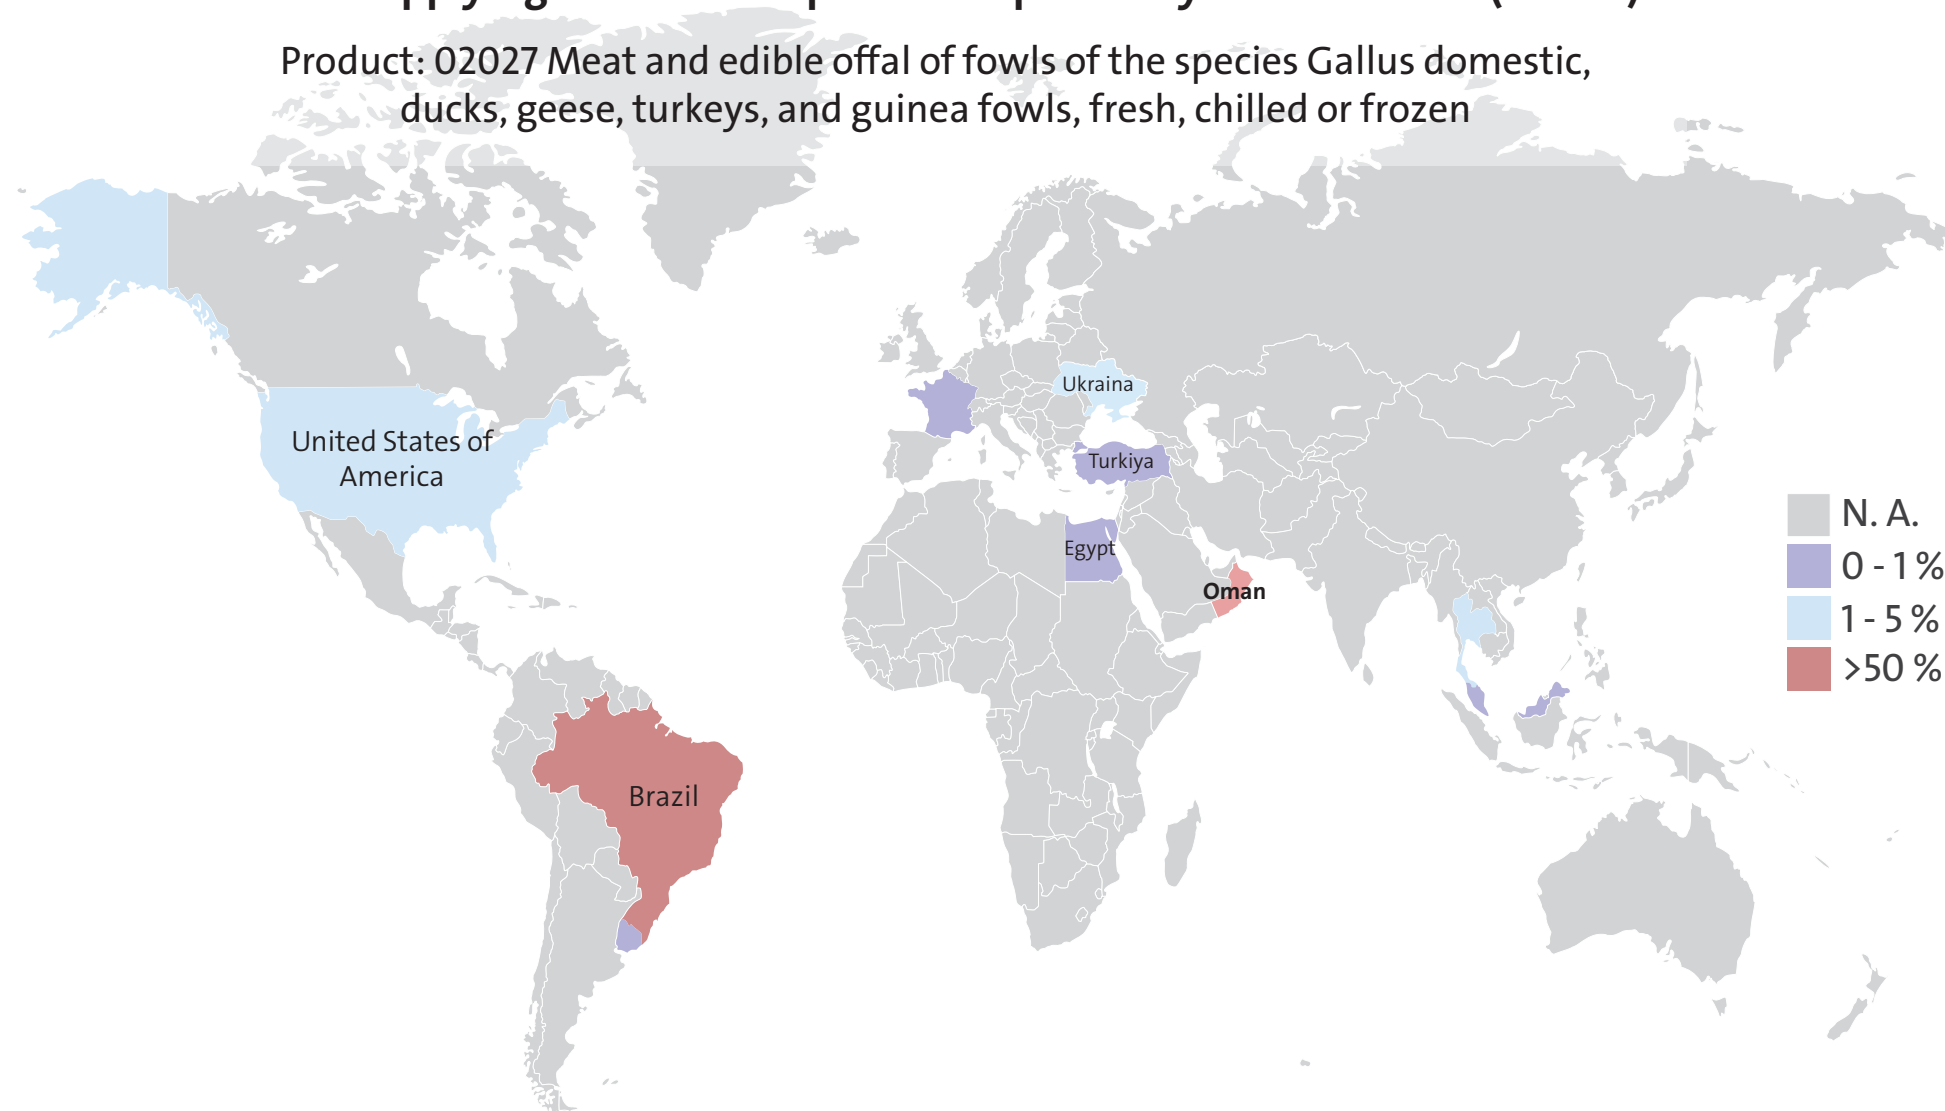 Product: 02027 Meat and edible offal of fowls of the species Gallus domestic,
ducks, geese, turkeys, and guinea fowls, fresh, chilled or frozen
Ukraina
United States of
America
Turkiya
N. A.
Egypt
0 - 1 %
Oman
1 - 5 %
>50 %
Brazil